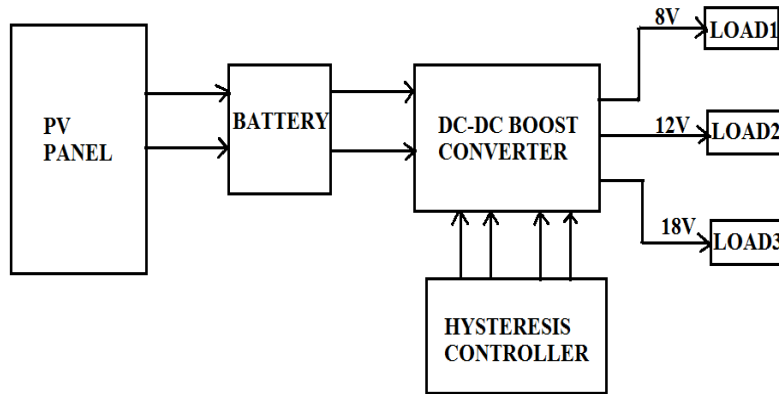 PV
PANEL
BATTERY
DC-DC BOOST
CONVERTER
8V
LOAD1
12V
LOAD2
18V
LOAD3
HYSTERESIS
CONTROLLER